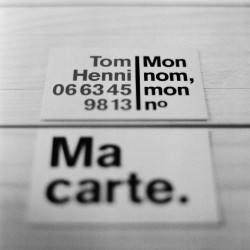 Tom
Henni
06 63 45
98 13
Mon
nom,
mon
nº
Ma
carte.